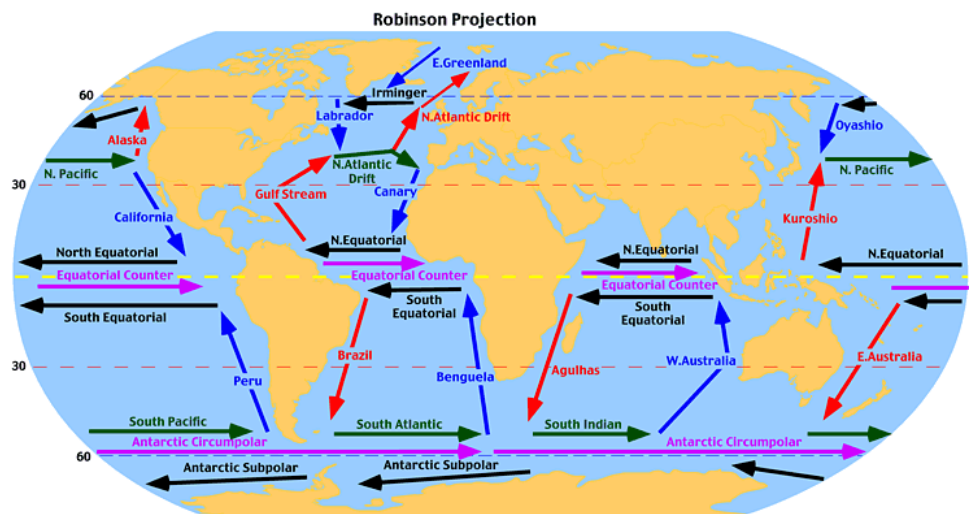 Robinson Projection
E.Greenland
60
60
Irminger
Labrador
N.Atlantic Drift
Oyashio
Alaska
N. Pacific
N.Atlantic
Drift
N. Pacific
30
30
Gulf Stream
Canary
California
Kuroshio
North Equatorial
N.Equatorial
N.Equatorial
N.Equatorial
Equatorial Counter
Equatorial Counter
Equatorial Counter
South Equatorial
South
Equatorial
South
Equatorial
Brazil
W.Australia
E.Australia
30
30
Peru
Benguela
Agulhas
South Pacific
South Atlantic
South Indian
Antarctic Circumpolar
Antarctic Circumpolar
60
60
Antarctic Subpolar
Antarctic Subpolar